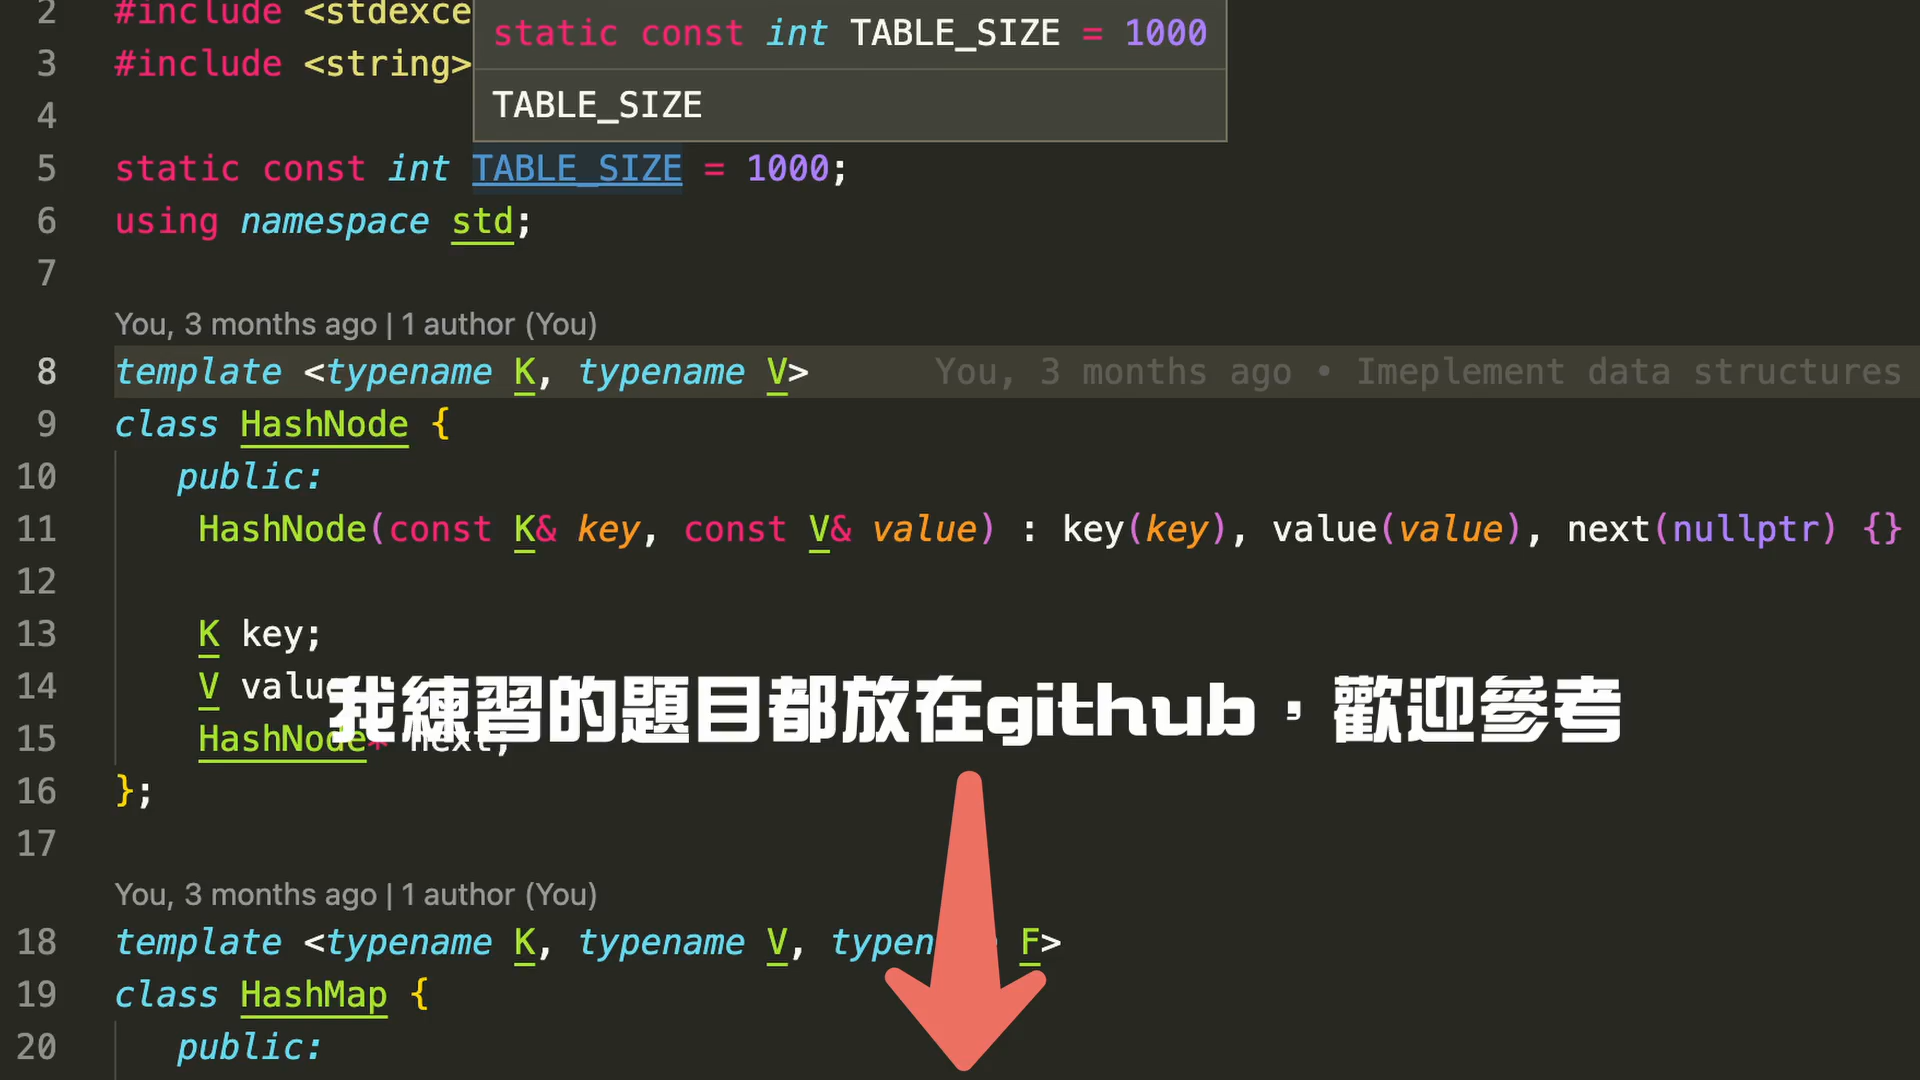 2 #include <stdexce
3 #include <string>
static const int TABLE_SIZE = 1000
TABLE_SIZE
4
5 static const int TABLE_SIZE = 1000;
6 using namespace std;
7
You, 3 months ago | 1 author (You)
8 template <typename K, typename V> You, 3 months ago • Imeplement data structures
9 class HashNode {
10 public:
11 HashNode(const K& key, const V& value) : key(key), value(value), next(nullptr) {}
12
13 K key;
14 V value
我練習的題目都放在github，歡迎參考
15 HashNode* next;
16 };
17
You, 3 months ago | 1 author (You)
18 template <typename K, typename V, typen F>
19 class HashMap {
20 public: